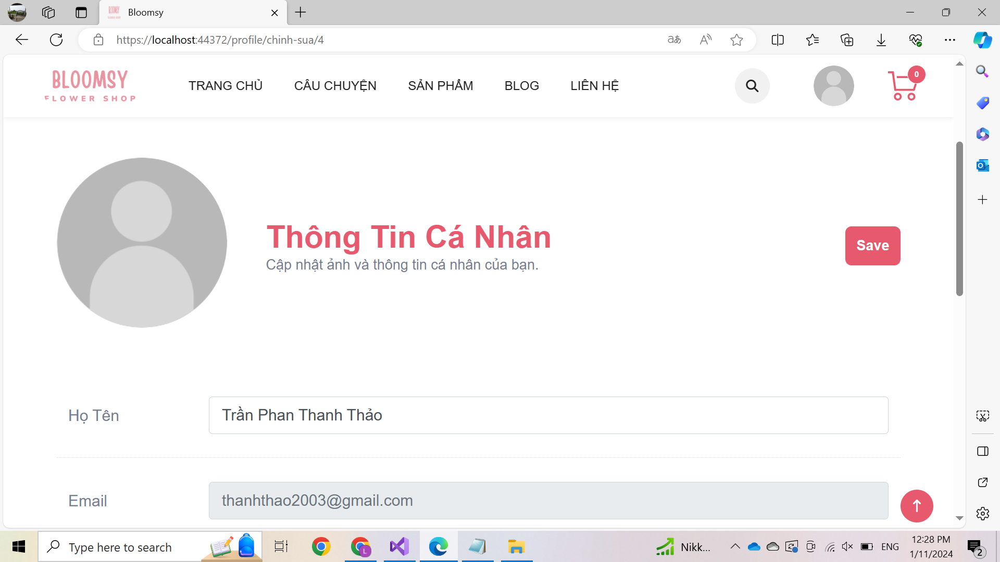 Bloomsy
https://localhost:44372/profile/chinh-sua/4
BLOOMSY
FLOWER SHOP
TRANG CHỦ
CÂU CHUYỆN
SẢN PHẨM
BLOG
LIÊN HỆ
0
Thông Tin Cá Nhân
Cập nhật ảnh và thông tin cá nhân của bạn.
Save
Họ Tên
Trần Phan Thanh Thảo
Email
thanhthao2003@gmail.com
Type here to search
L
Nikk...
ENG
12:28 PM
1/11/2024
2